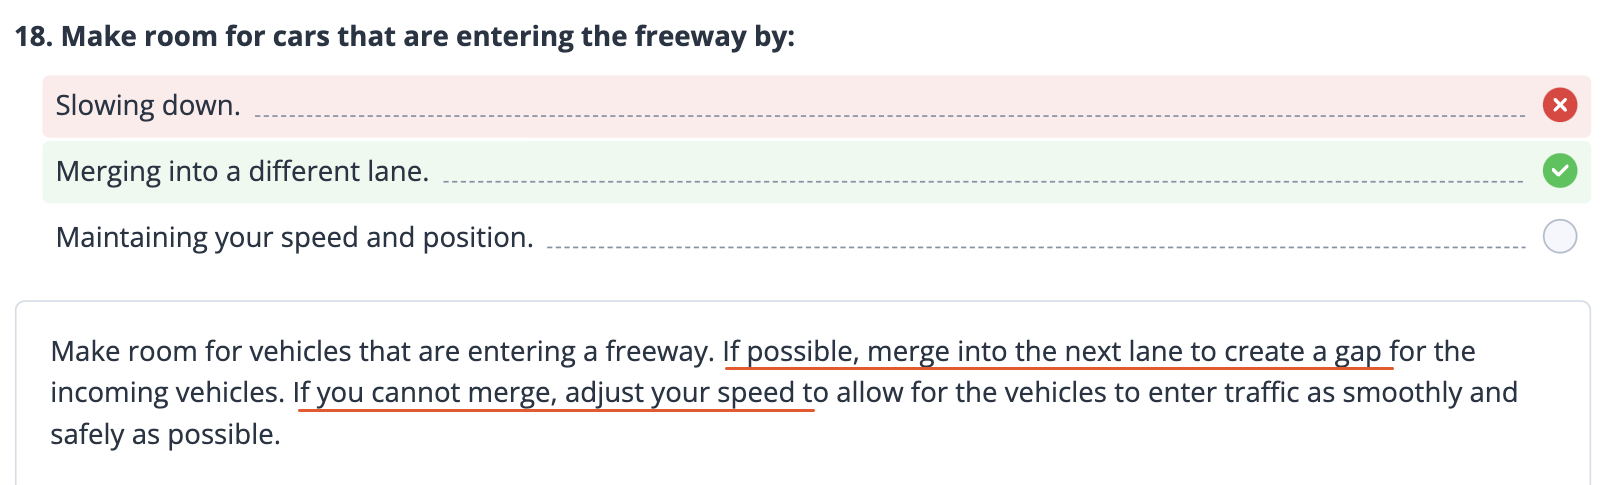 18. Make room for cars that are entering the freeway by:
Slowing down.
Merging into a different lane.
Maintaining your speed and position.
Make room for vehicles that are entering a freeway. If possible, merge into the next lane to create a gap for the
incoming vehicles. If you cannot merge, adjust your speed to allow for the vehicles to enter traffic as smoothly and
safely as possible.